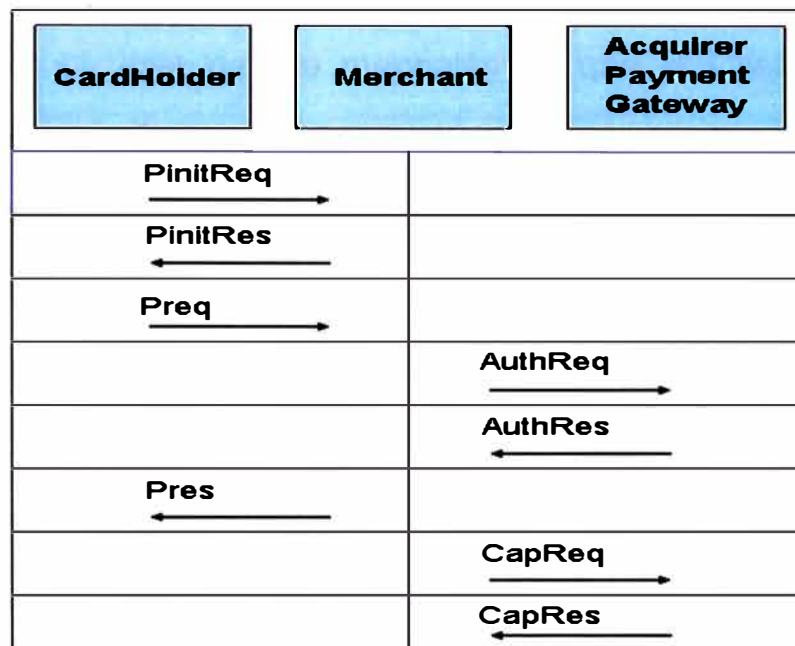 CardHolder
Merchant
Acquirer
Payment
Gateway
PinitReq
PinitRes
Preq
AuthReq
AuthRes
Pres
CapReq
CapRes